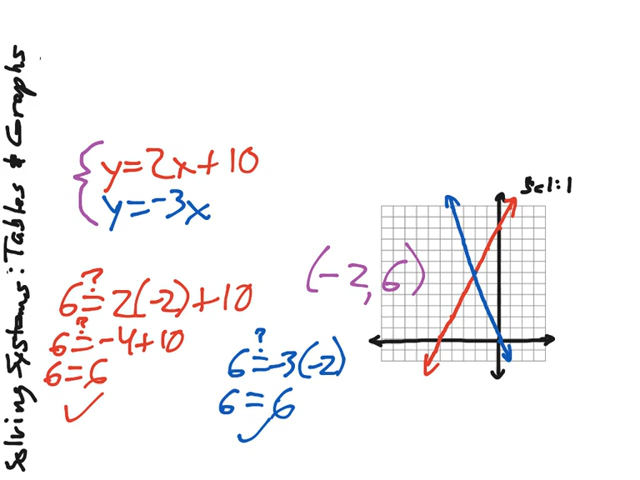 Solving Systems: Tables & Graphs
y=2x+10
y=-3x
Scl:1
(-2,6)
6≟2(-2)+10
6≟-4+10
6=6
✓
6≟-3(-2)
6=6
✓